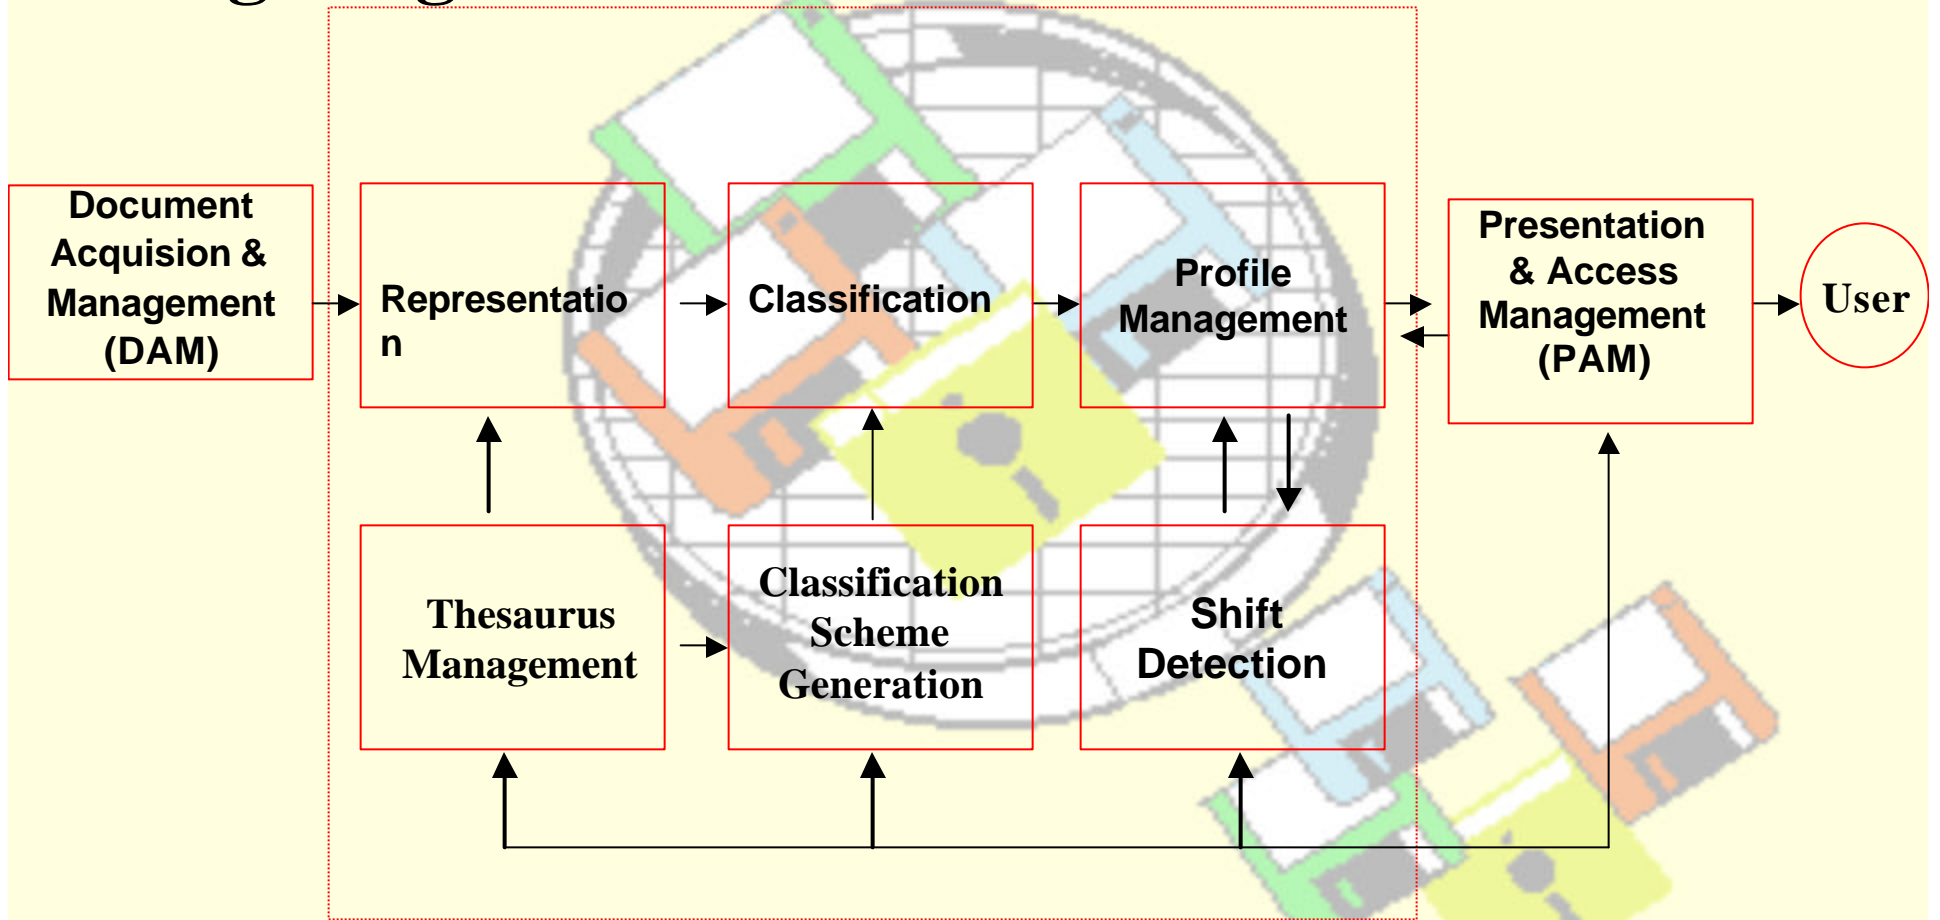 Document
Acquision &
Management
(DAM)
Representatio
n
Classification
Profile
Management
Presentation
& Access
Management
(PAM)
User
Thesaurus
Management
Classification
Scheme
Generation
Shift
Detection